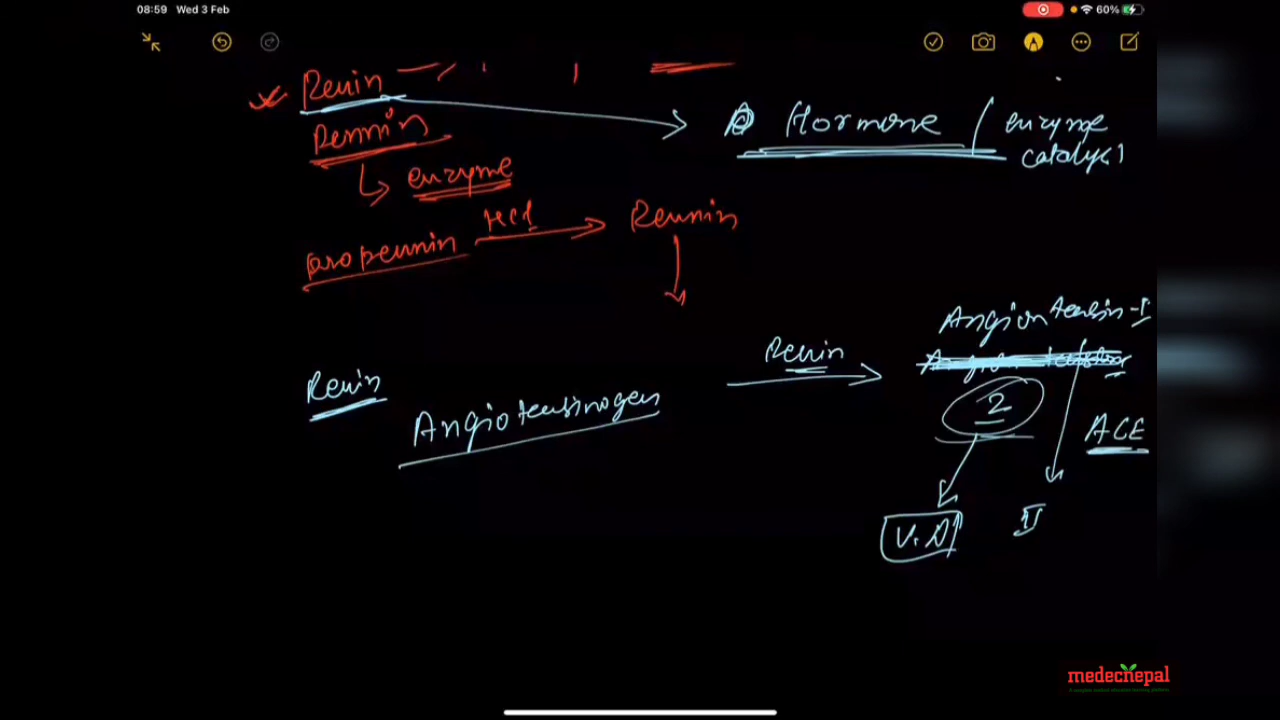 08:59 Wed 3 Feb
60%
Renin
Hormone / enzyme
catalyst
Rennin
enzyme
HCl
prorennin
Rennin
Angiotensin-I
Renin
Renin
Angiotensinogen
2
ACE
II
medecnepal